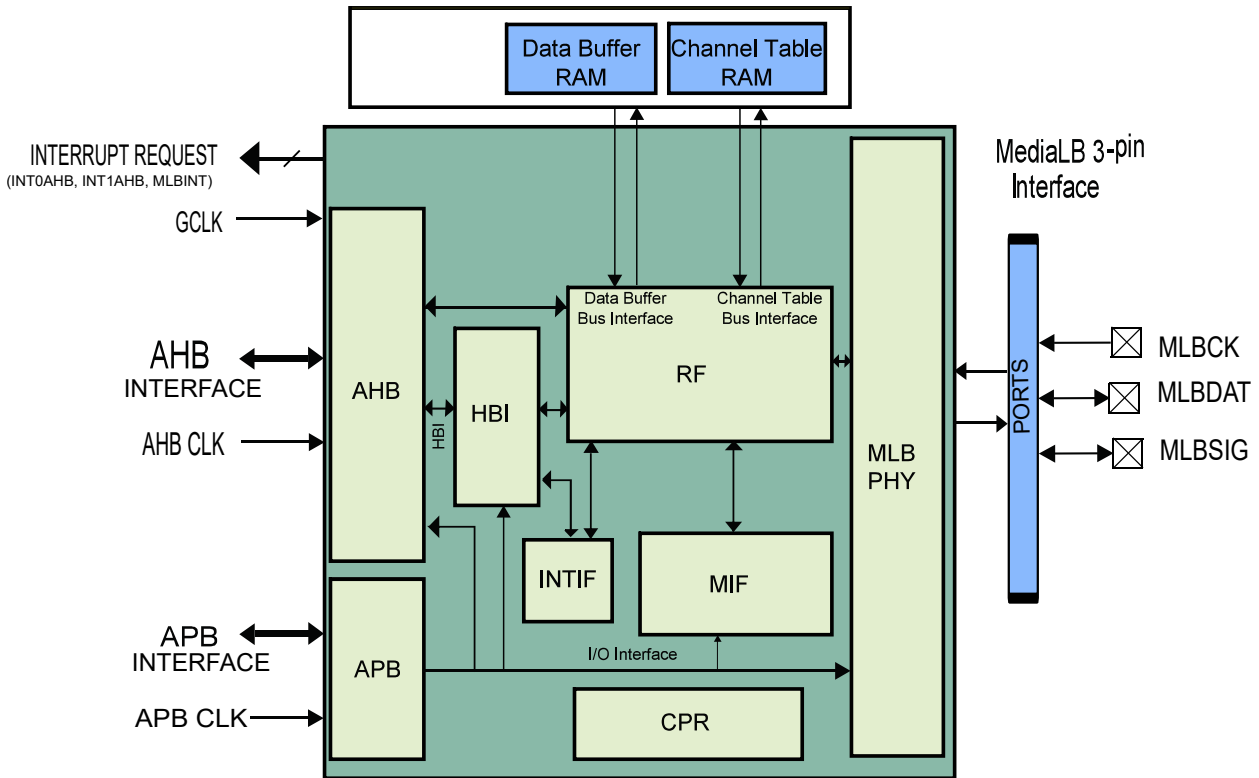 Data Buffer
RAM
Channel Table
RAM
INTERRUPT REQUEST
(INT0AHB, INT1AHB, MLBINT)
GCLK
AHB
INTERFACE
AHB CLK
APB
INTERFACE
APB CLK
AHB
HBI
HBI
Data Buffer
Bus Interface
Channel Table
Bus Interface
RF
INTIF
MIF
APB
I/O Interface
CPR
MLB
PHY
MediaLB 3-pin
Interface
PORTS
MLBCK
MLBDAT
MLBSIG